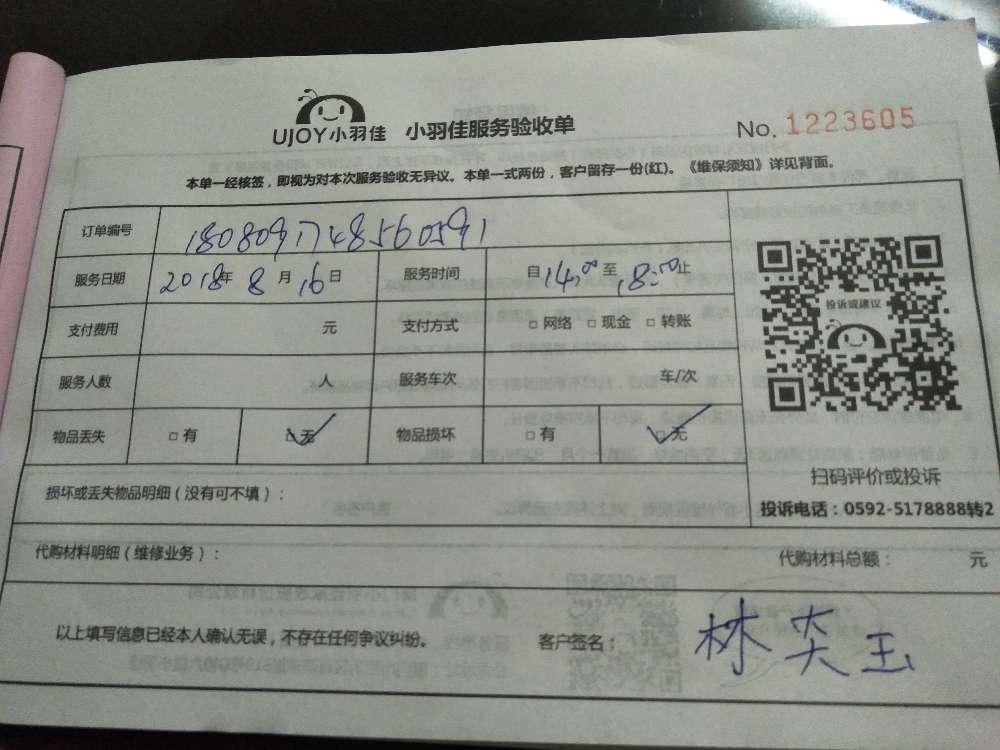 UJOY小羽佳 小羽佳服务验收单 No. 1223605
本单一经核签，即视为对本次服务验收无异议。本单一式两份，客户留存一份(红)。《维保须知》详见背面。
订单编号 1808091748560591
服务日期 2018年 8月 16日 服务时间 自14:00至 18:00止
投诉或建议
支付费用 元 支付方式 □ 网络 □ 现金 □ 转账
服务人数 人 服务车次 车/次
物品丢失 □ 有 □ 无 物品损坏 □ 有 □ 无
扫码评价或投诉
损坏或丢失物品明细（没有可不填）：
投诉电话：0592-5178888转2
代购材料明细（维修业务）： 代购材料总额： 元
以上填写信息已经本人确认无误，不存在任何争议纠纷。 客户签名： 林奕玉